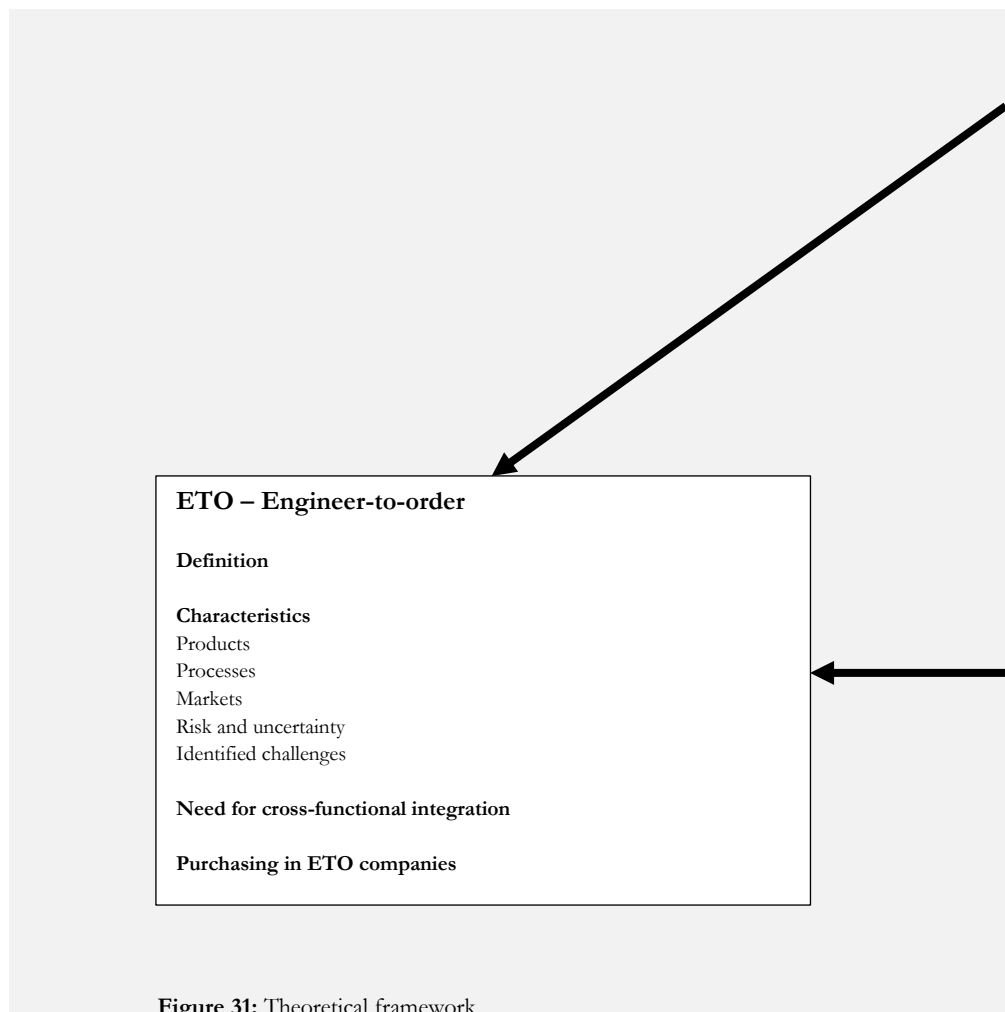 ETO – Engineer-to-order
Definition
Characteristics
Products
Processes
Markets
Risk and uncertainty
Identified challenges
Need for cross-functional integration
Purchasing in ETO companies
Figure 31: Theoretical framework